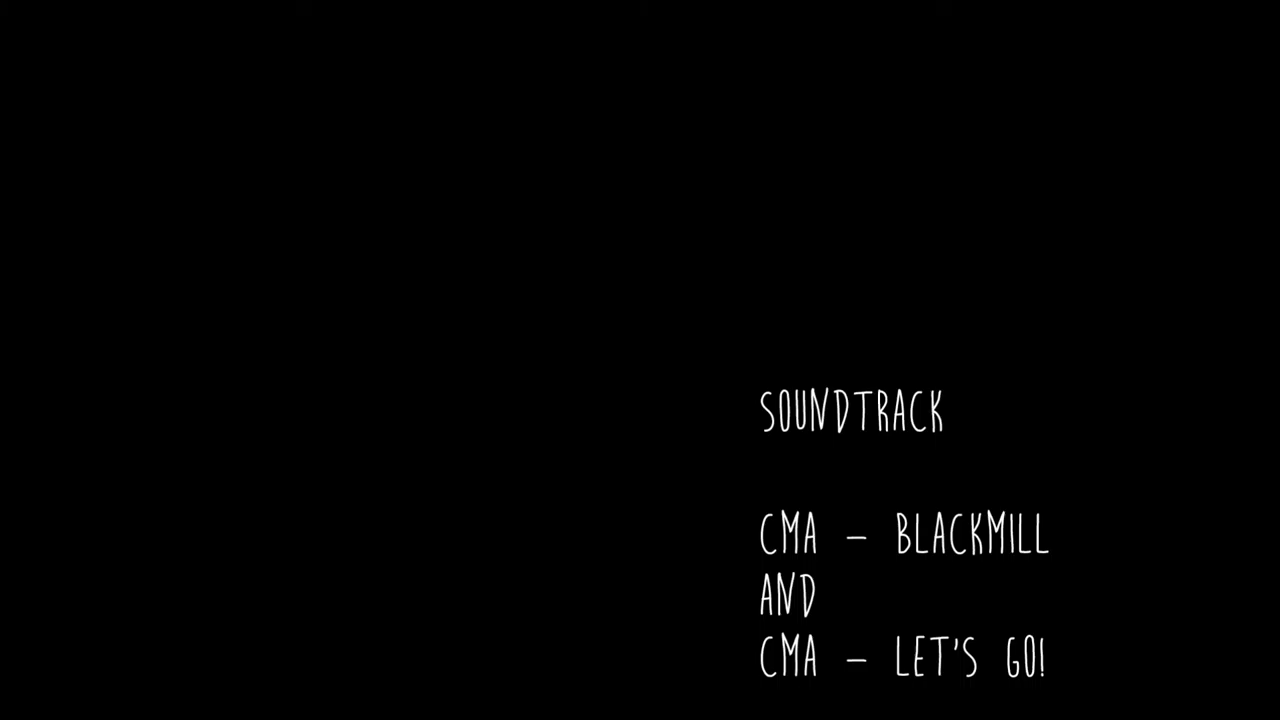 SOUNDTRACK
CMA – BLACKMILL
AND
CMA – LET'S GO!